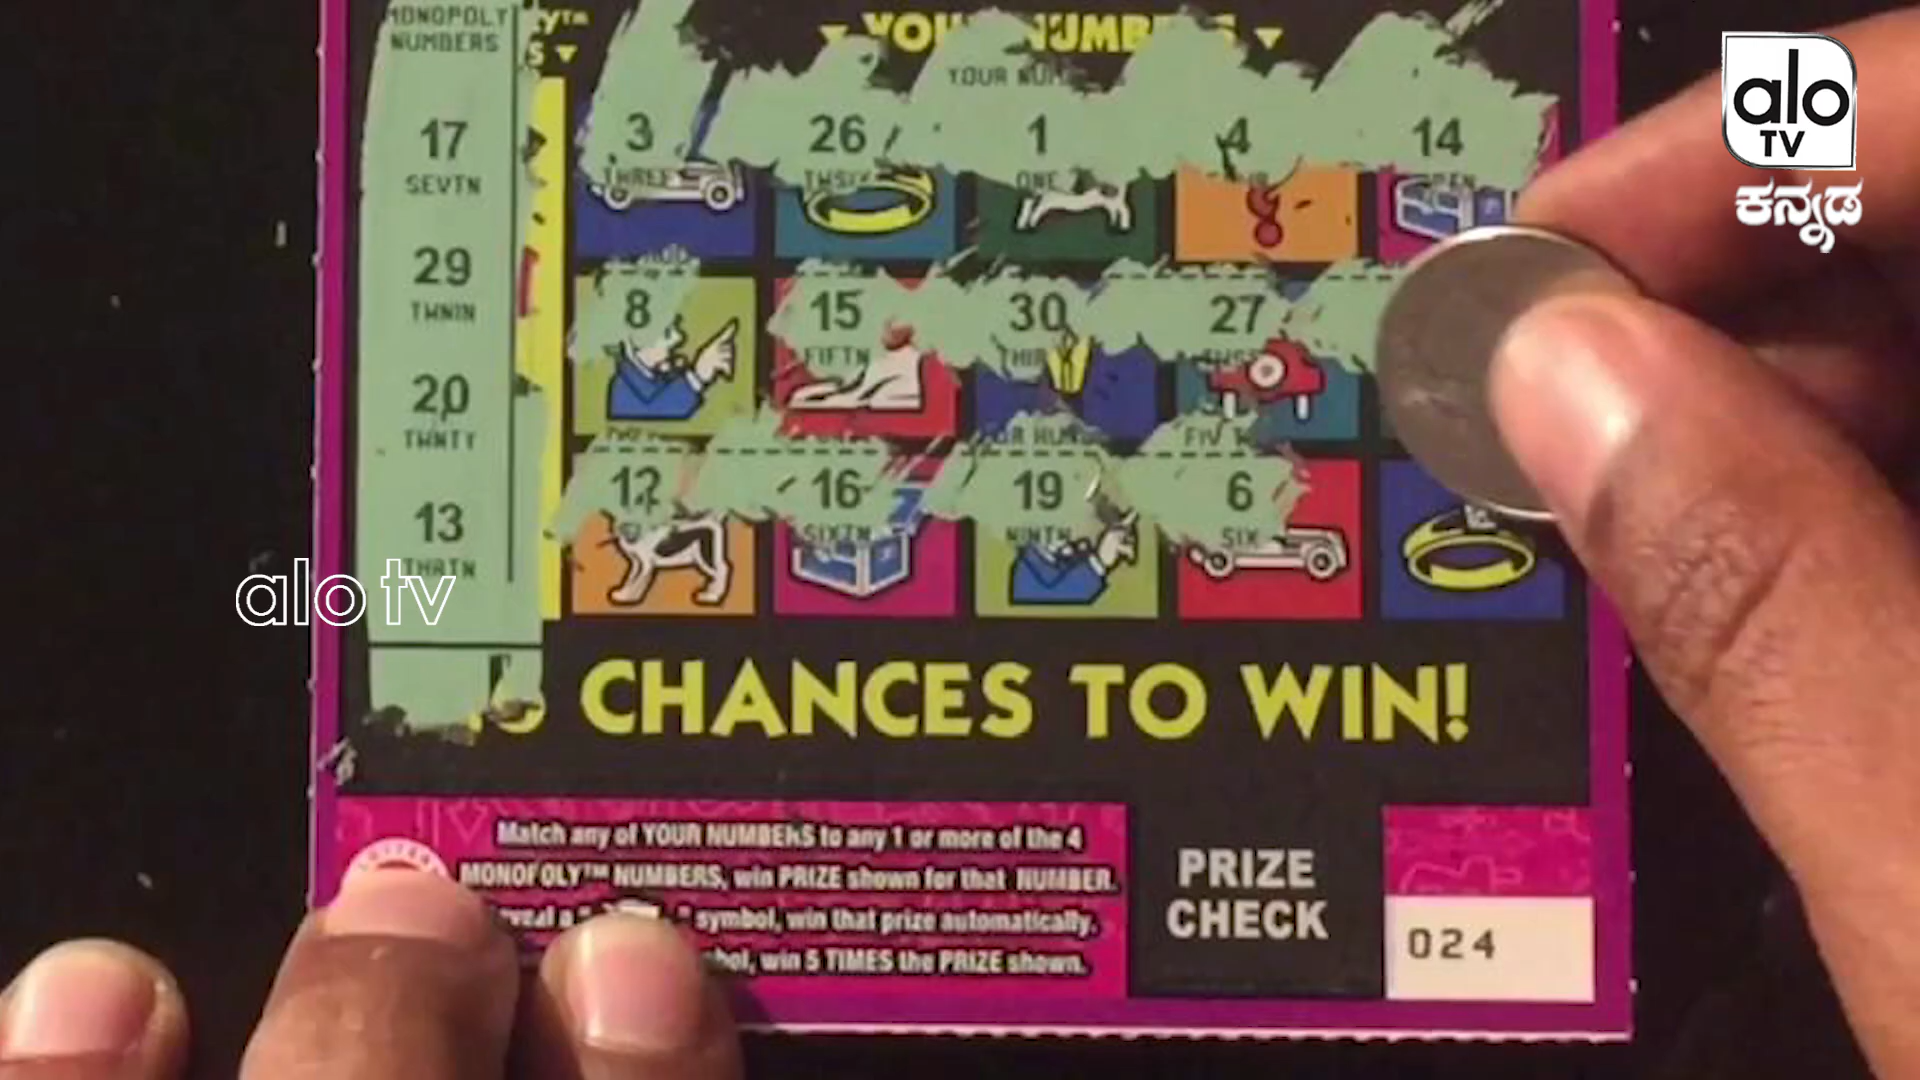 MONOPOLY
NUMBERS
YOUR
17
SEVTN
29
TWNIN
20
TWNTY
13
THRTN
3
THREE
26
TWSIX
1
ONE
4
14
8
15
FIFTN
30
27
12
16
SIXTN
19
NINTN
6
SIX
CHANCES TO WIN!
Match any of YOUR NUMBERS to any 1 or more of the 4
MONOPOLY™ NUMBERS, win PRIZE shown for that NUMBER.
symbol, win that prize automatically.
win 5 TIMES the PRIZE shown.
PRIZE
CHECK
024
alo
TV
ಕನ್ನಡ
alo tv